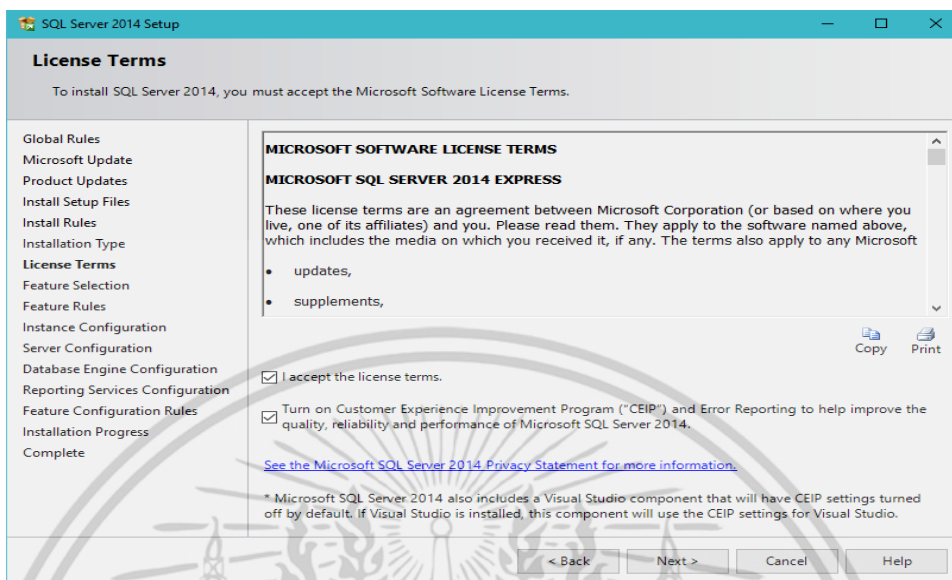 SQL Server 2014 Setup
License Terms
To install SQL Server 2014, you must accept the Microsoft Software License Terms.
Global Rules
Microsoft Update
Product Updates
Install Setup Files
Install Rules
Installation Type
License Terms
Feature Selection
Feature Rules
Instance Configuration
Server Configuration
Database Engine Configuration
Reporting Services Configuration
Feature Configuration Rules
Installation Progress
Complete
MICROSOFT SOFTWARE LICENSE TERMS
MICROSOFT SQL SERVER 2014 EXPRESS
These license terms are an agreement between Microsoft Corporation (or based on where you
live, one of its affiliates) and you. Please read them. They apply to the software named above,
which includes the media on which you received it, if any. The terms also apply to any Microsoft
• updates,
• supplements,
Copy Print
I accept the license terms.
Turn on Customer Experience Improvement Program ("CEIP") and Error Reporting to help improve the
quality, reliability and performance of Microsoft SQL Server 2014.
See the Microsoft SQL Server 2014 Privacy Statement for more information.
* Microsoft SQL Server 2014 also includes a Visual Studio component that will have CEIP settings turned
off by default. If Visual Studio is installed, this component will use the CEIP settings for Visual Studio.
< Back Next > Cancel Help